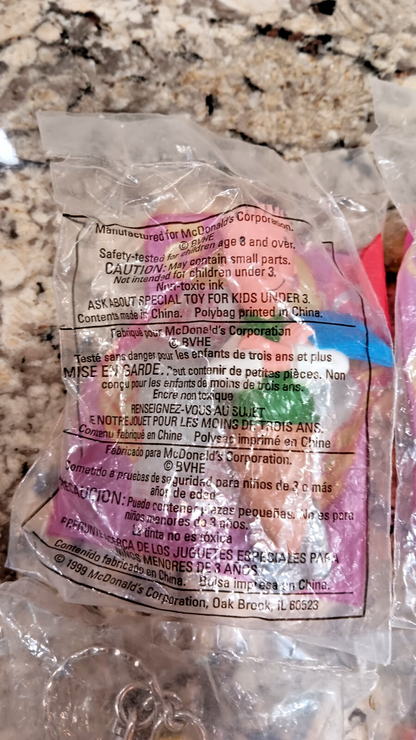 Manufactured for McDonald's Corporation.
© BVHE
Safety-tested for children age 3 and over.
CAUTION: May contain small parts.
Not intended for children under 3.
Non-toxic ink
ASK ABOUT SPECIAL TOY FOR KIDS UNDER 3.
Contents made in China. Polybag printed in China.
Fabriqué pour McDonald's Corporation
© BVHE
Testé sans danger pour les enfants de trois ans et plus
MISE EN GARDE. Peut contenir de petites pièces. Non
conçu pour les enfants de moins de trois ans.
Encre non toxique
RENSEIGNEZ-VOUS AU SUJET
E NOTRE JOUET POUR LES MOINS DE TROIS ANS.
Contenu fabriqué en Chine Polysac imprimé en Chine
Fabricado para McDonald's Corporation.
© BVHE
Sometido a pruebas de seguridad para niños de 3 o más
años de edad
PRECAUCION: Puede contener piezas pequeñas. No es para
niños menores de 3 años.
La tinta no es tóxica
PREGUNTE ACERCA DE LOS JUGUETES ESPECIALES PARA
NIÑOS MENORES DE 3 AÑOS
Contenido fabricado en China. Bolsa impresa en China.
© 1999 McDonald's Corporation, Oak Brook, IL 60523